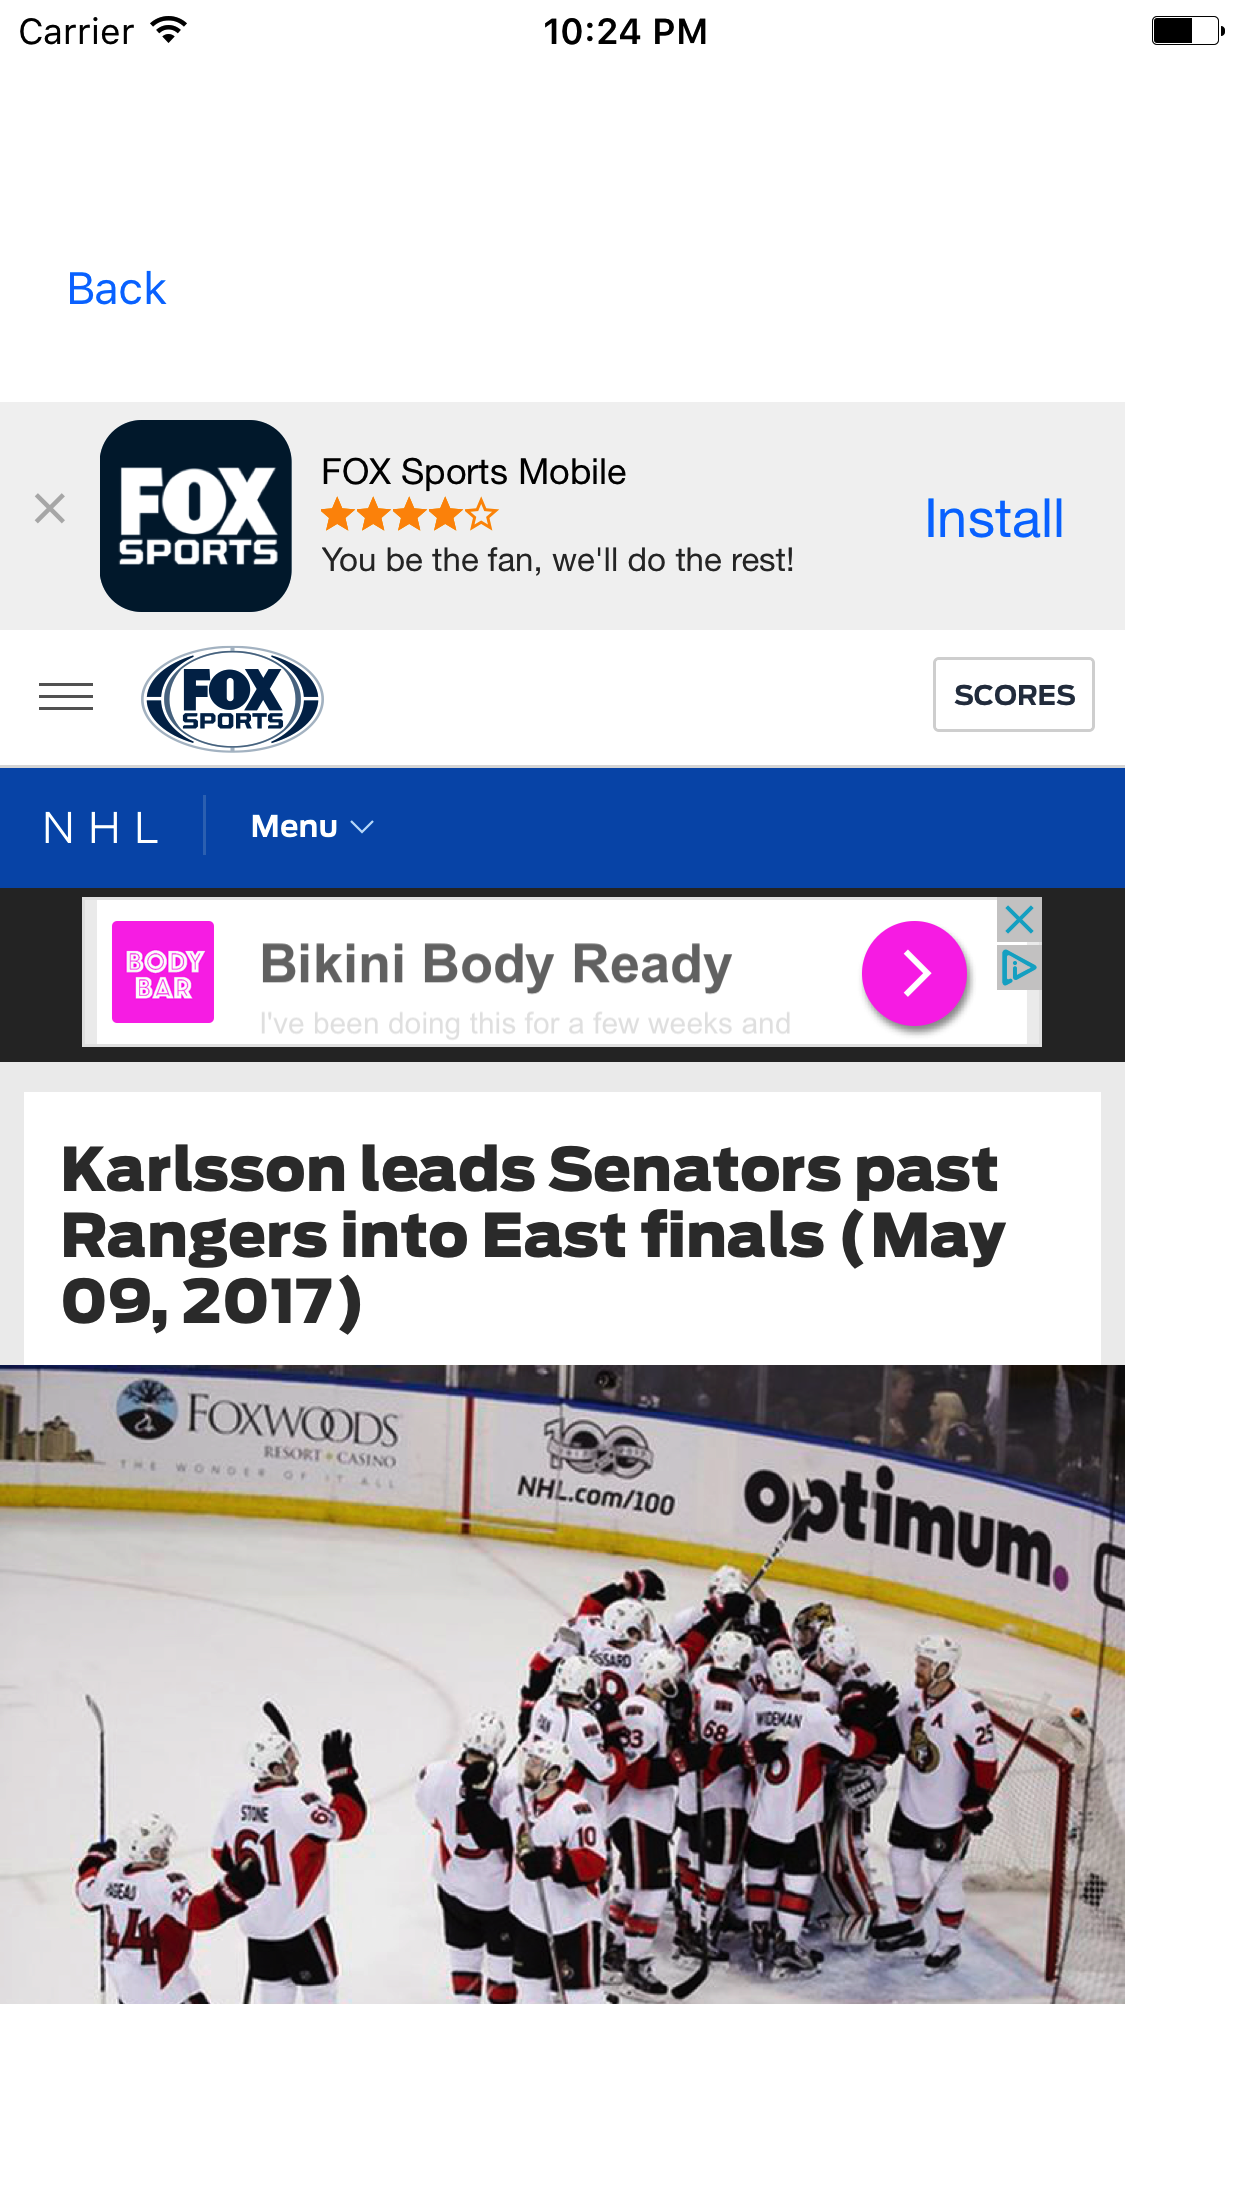 Carrier 10:24 PM
Back
FOX
SPORTS
FOX Sports Mobile
You be the fan, we'll do the rest!
Install
FOX
SPORTS
SCORES
NHL
Menu
BODY
BAR
Bikini Body Ready
I've been doing this for a few weeks and
Karlsson leads Senators past
Rangers into East finals (May
09, 2017)
FOXWOODS
RESORT CASINO
THE WONDER OF IT ALL
100
NHL.com/100
optimum.
68
WIDEMAN
A
25
STONE
61
10
44